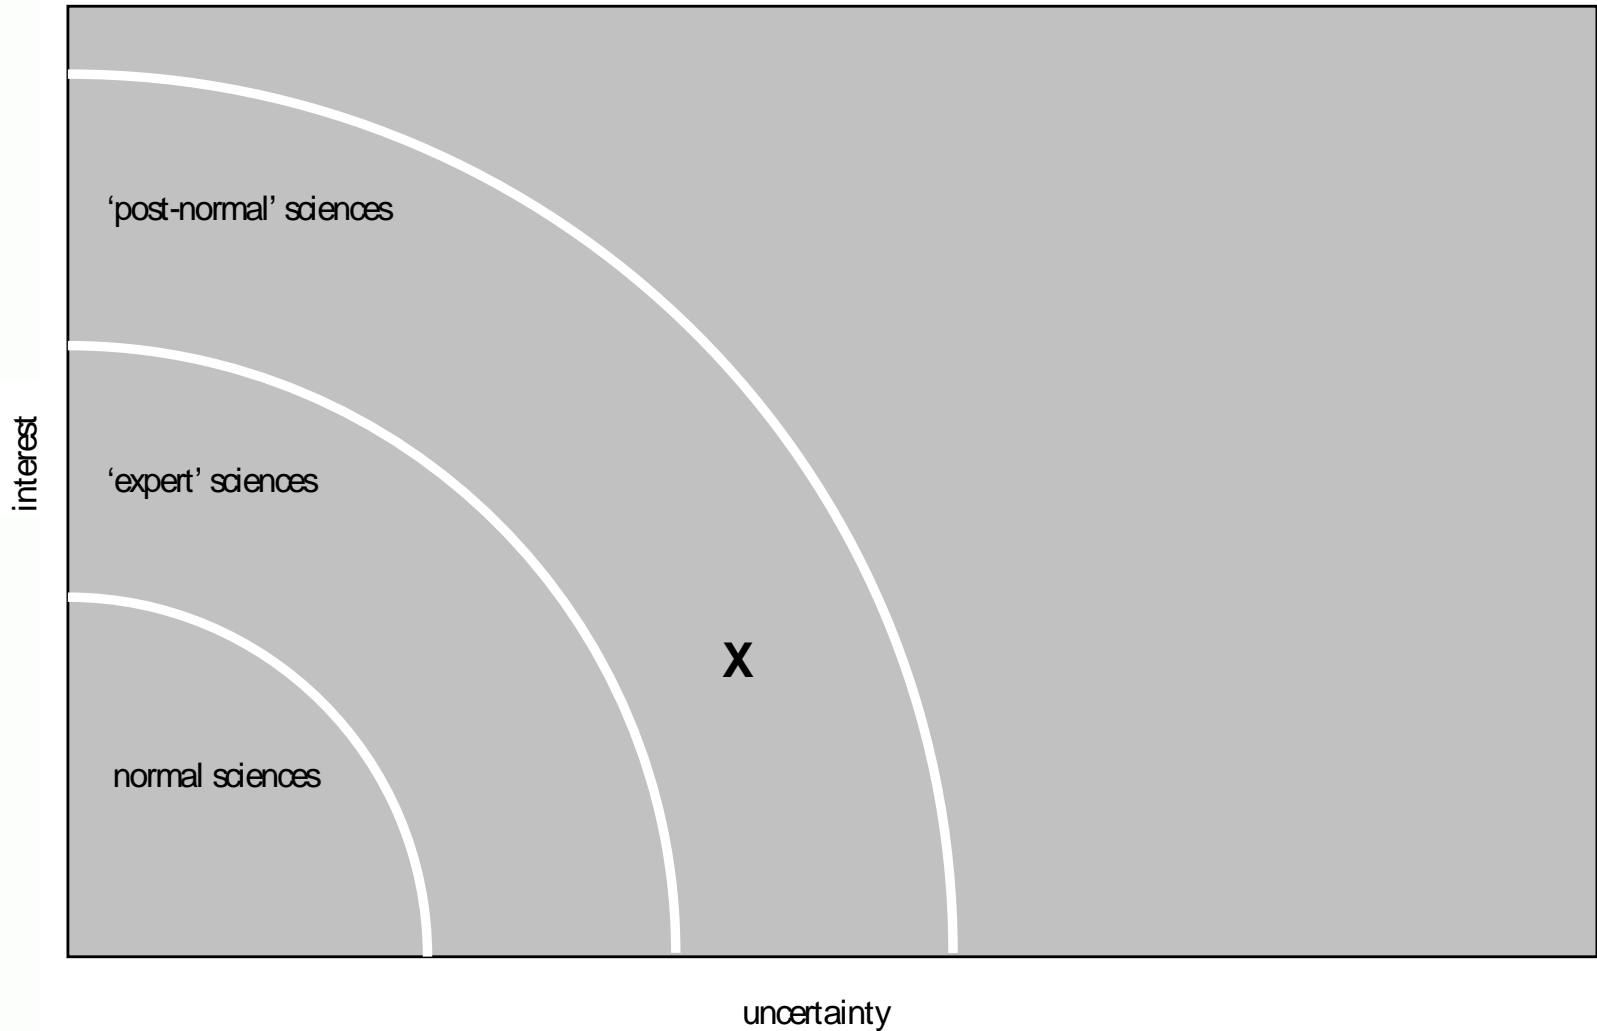 ‘post-normal’ sciences
interest
‘expert’ sciences
X
normal sciences
uncertainty